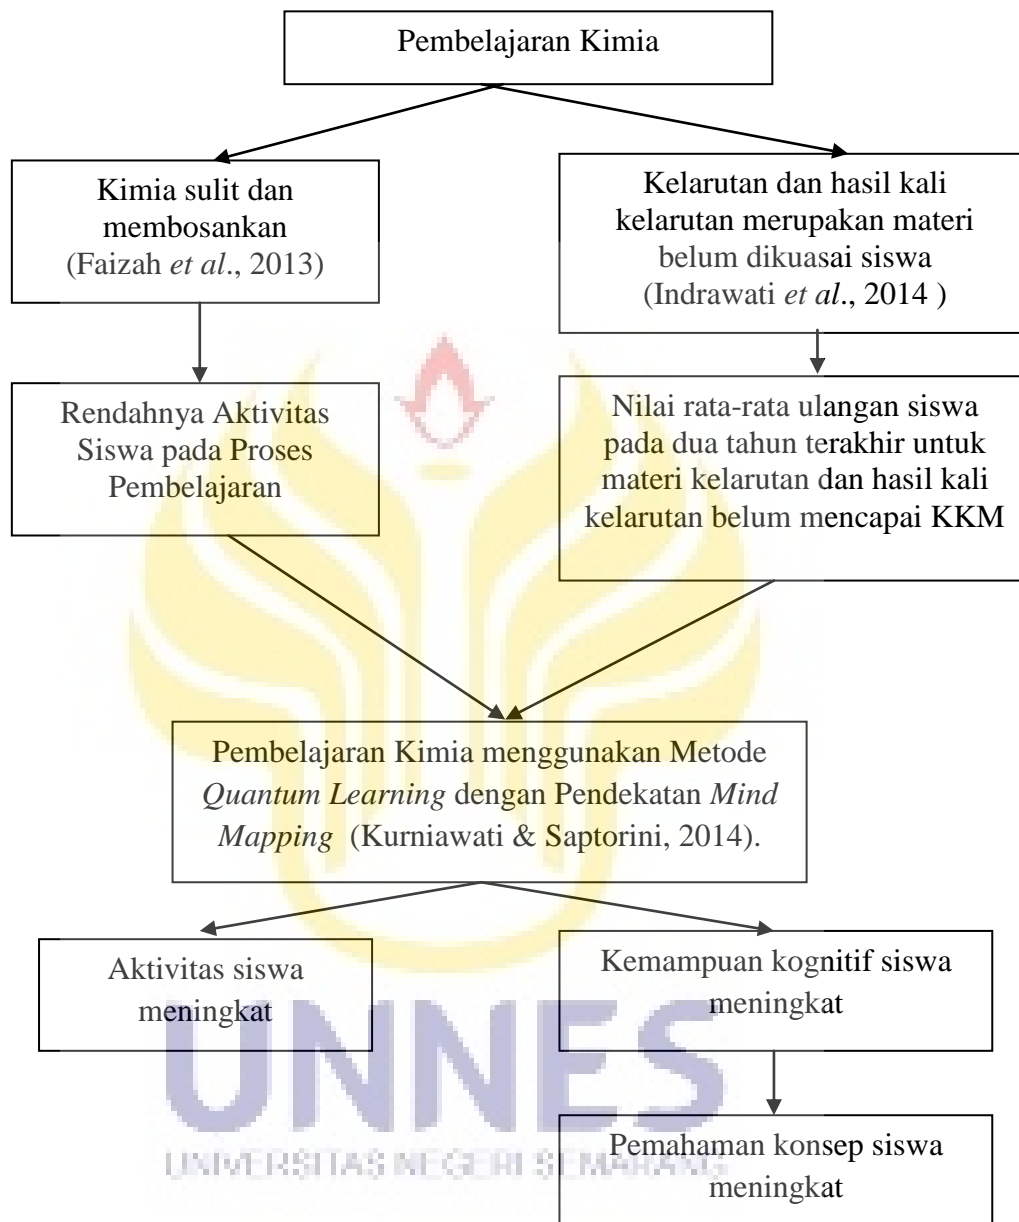 Pembelajaran Kimia
Kimia sulit dan
membosankan
(Faizah et al., 2013)
Kelarutan dan hasil kali
kelarutan merupakan materi
belum dikuasai siswa
(Indrawati et al., 2014 )
Rendahnya Aktivitas
Siswa pada Proses
Pembelajaran
Nilai rata-rata ulangan siswa
pada dua tahun terakhir untuk
materi kelarutan dan hasil kali
kelarutan belum mencapai KKM
Pembelajaran Kimia menggunakan Metode
Quantum Learning dengan Pendekatan Mind
Mapping (Kurniawati & Saptorini, 2014).
Aktivitas siswa
meningkat
Kemampuan kognitif siswa
meningkat
Pemahaman konsep siswa
meningkat
UNNES
UNIVERSITAS NEGERI SEMARANG